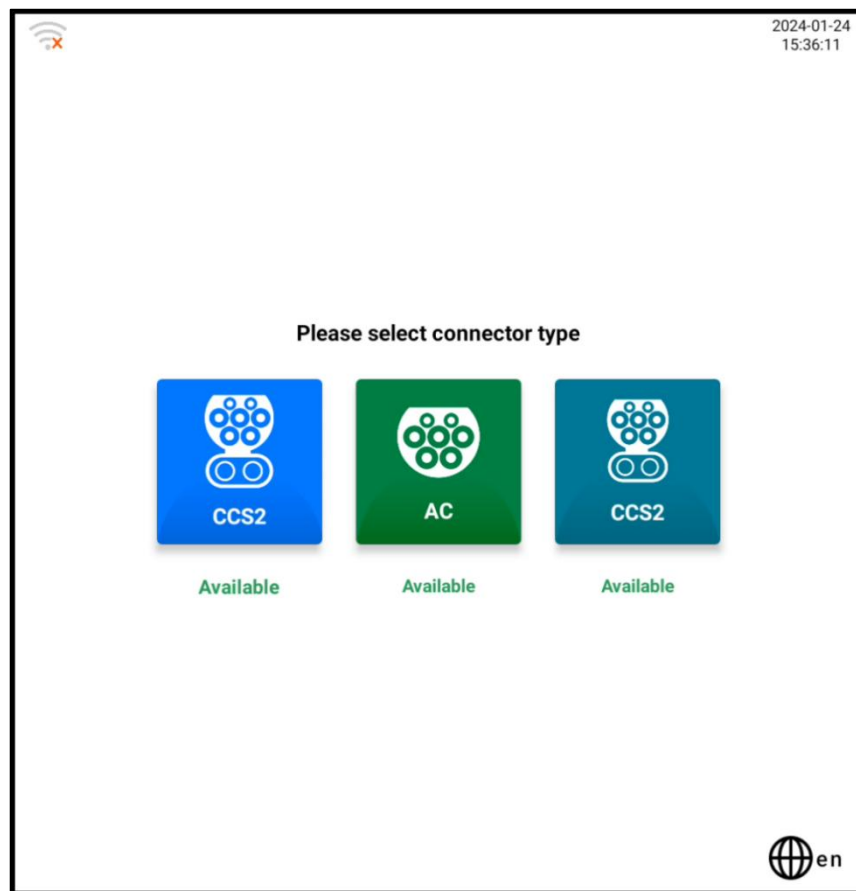 2024-01-24
15:36:11
Please select connector type
CCS2
AC
CCS2
Available
Available
Available
en